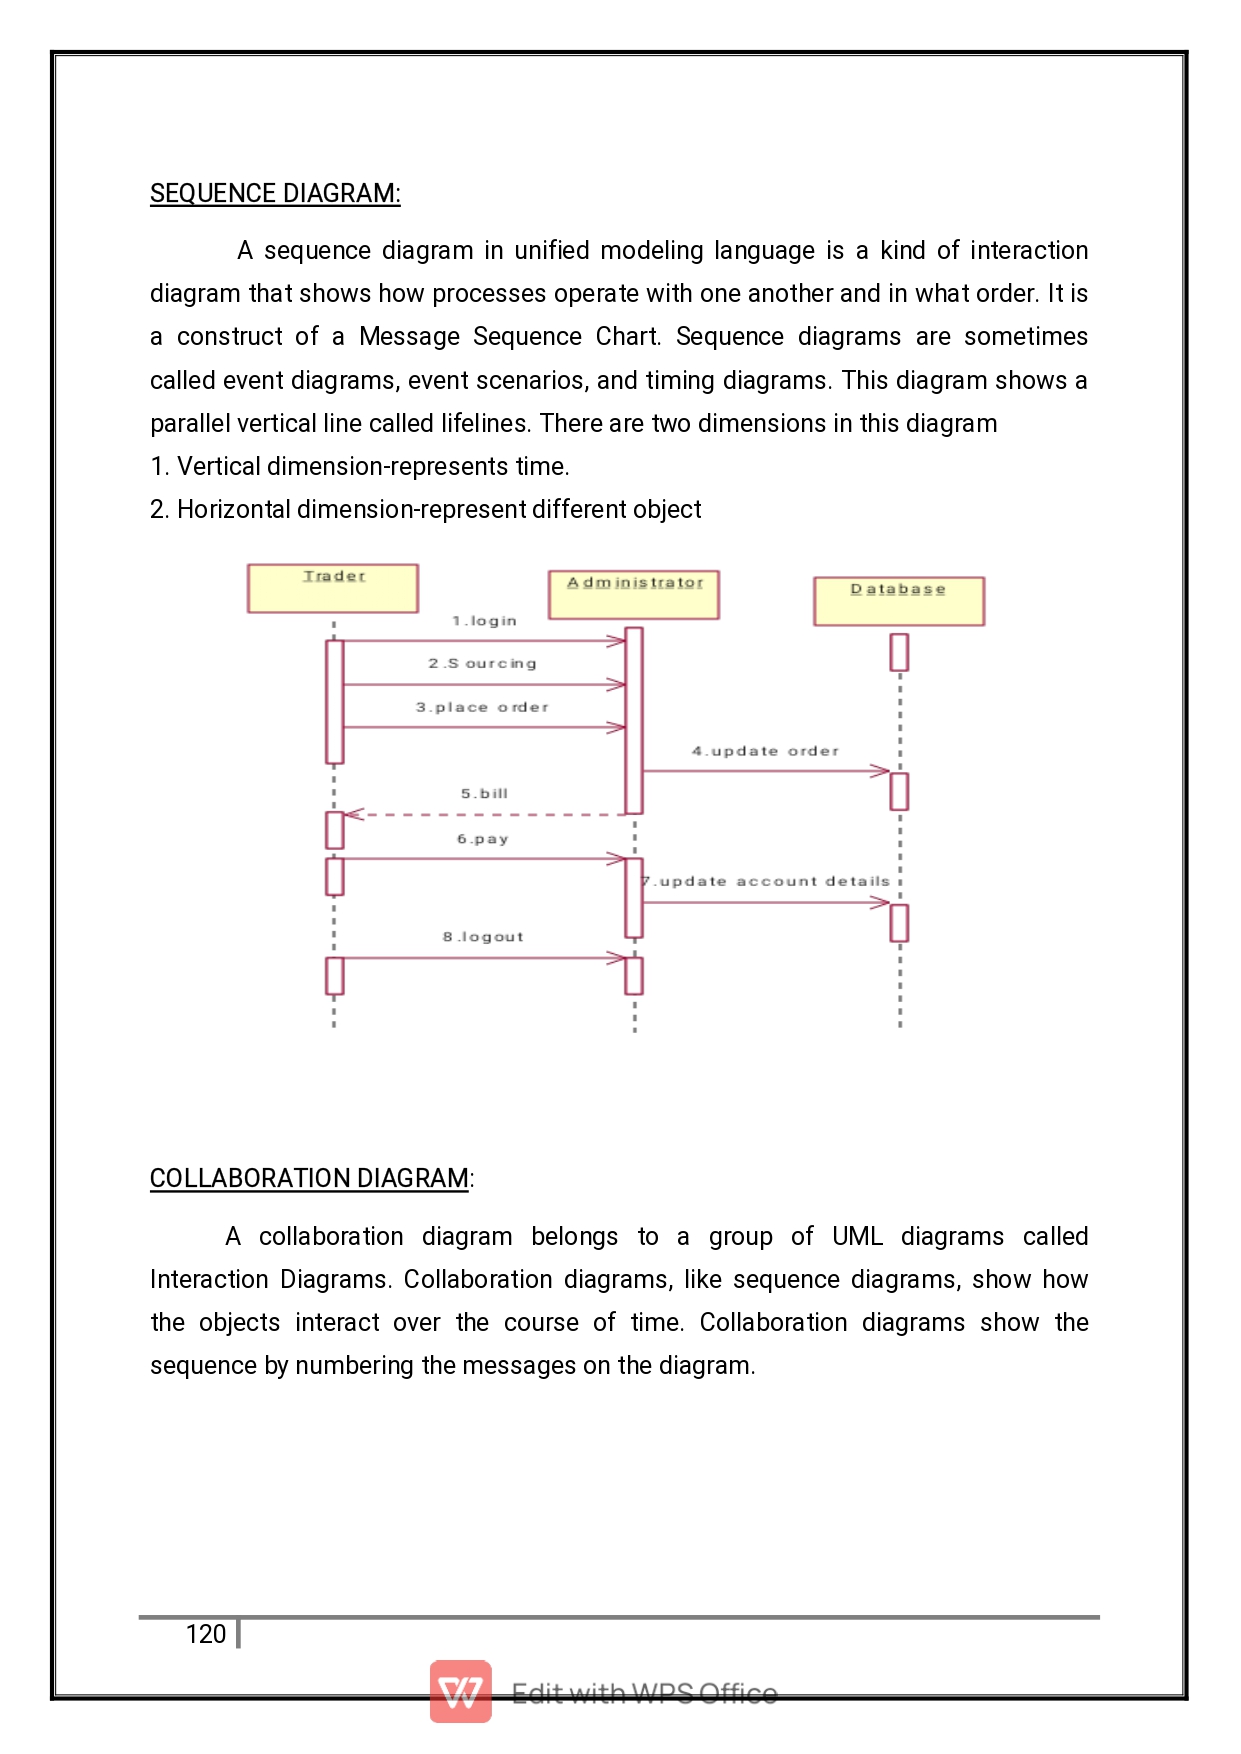 SEQUENCE DIAGRAM:
A sequence diagram in unified modeling language is a kind of interaction
diagram that shows how processes operate with one another and in what order. It is
a construct of a Message Sequence Chart. Sequence diagrams are sometimes
called event diagrams, event scenarios, and timing diagrams. This diagram shows a
parallel vertical line called lifelines. There are two dimensions in this diagram
1. Vertical dimension-represents time.
2. Horizontal dimension-represent different object
Trader
Administrator
Database
1.login
2.Sourcing
3.place order
4.update order
5.bill
6.pay
7.update account details
8.logout
COLLABORATION DIAGRAM:
A collaboration diagram belongs to a group of UML diagrams called
Interaction Diagrams. Collaboration diagrams, like sequence diagrams, show how
the objects interact over the course of time. Collaboration diagrams show the
sequence by numbering the messages on the diagram.
120
Edit with WPS Office